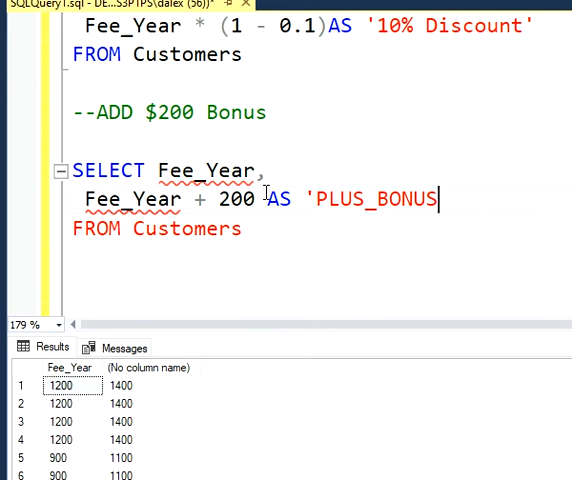 SQLQuery1.sql - DE...S3PTPS\dalex (56))*
Fee_Year * (1 - 0.1)AS '10% Discount'
FROM Customers
--ADD $200 Bonus
SELECT Fee_Year,
Fee_Year + 200 AS 'PLUS_BONUS
FROM Customers
179 %
Results Messages
Fee_Year (No column name)
1 1200 1400
2 1200 1400
3 1200 1400
4 1200 1400
5 900 1100
6 900 1100